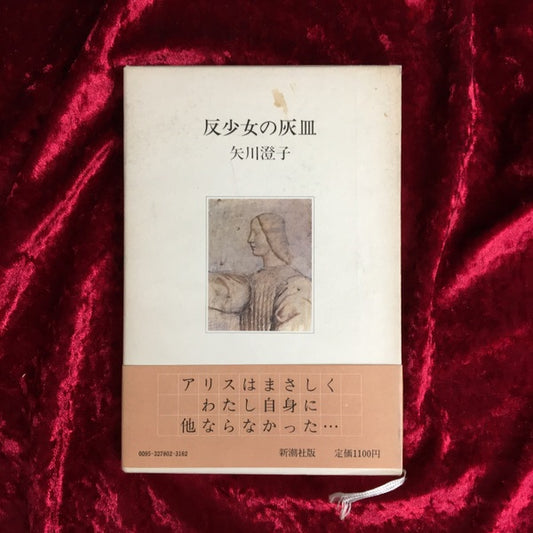 反少女の灰皿
矢川澄子
アリスはまさしく
わたし自身に
他ならなかった…
0095-327802-3162 新潮社版 定価1100円